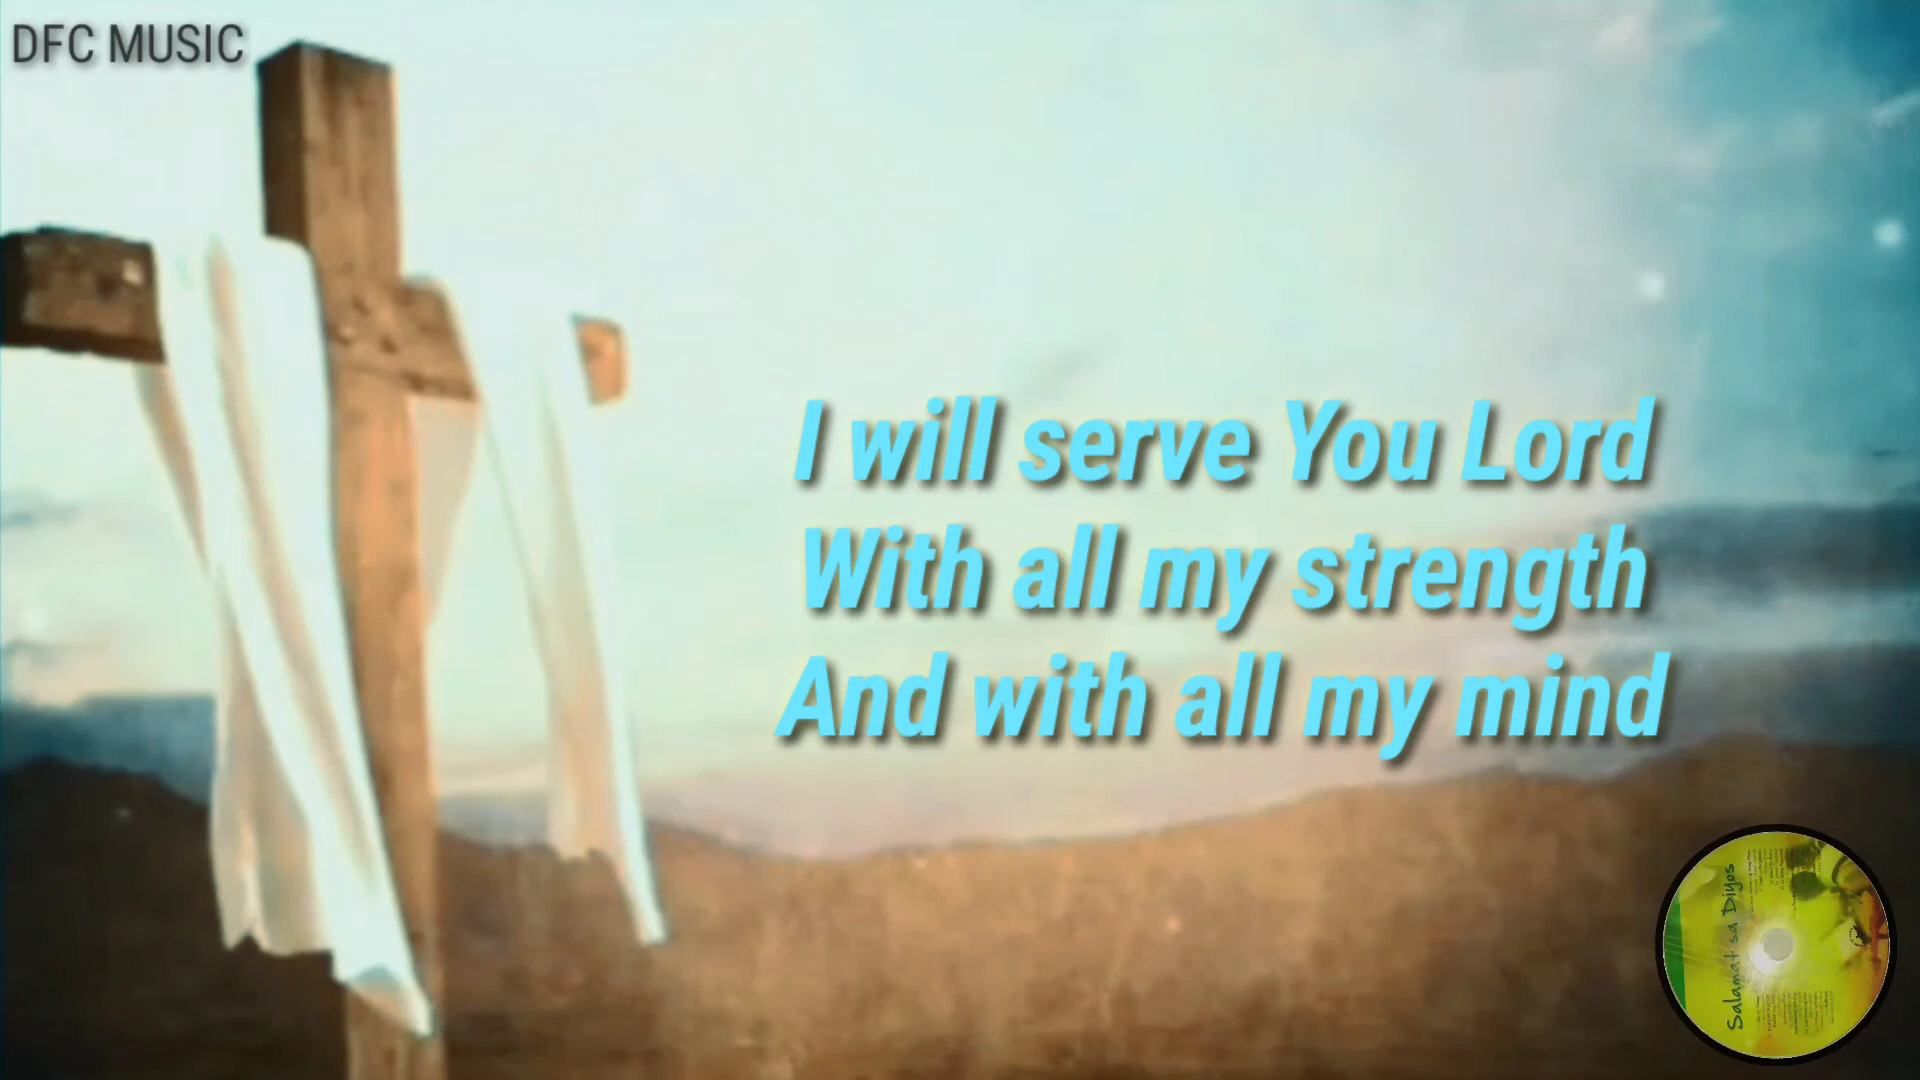 DFC MUSIC
I will serve You Lord
With all my strength
And with all my mind
Salamat sa Diyos